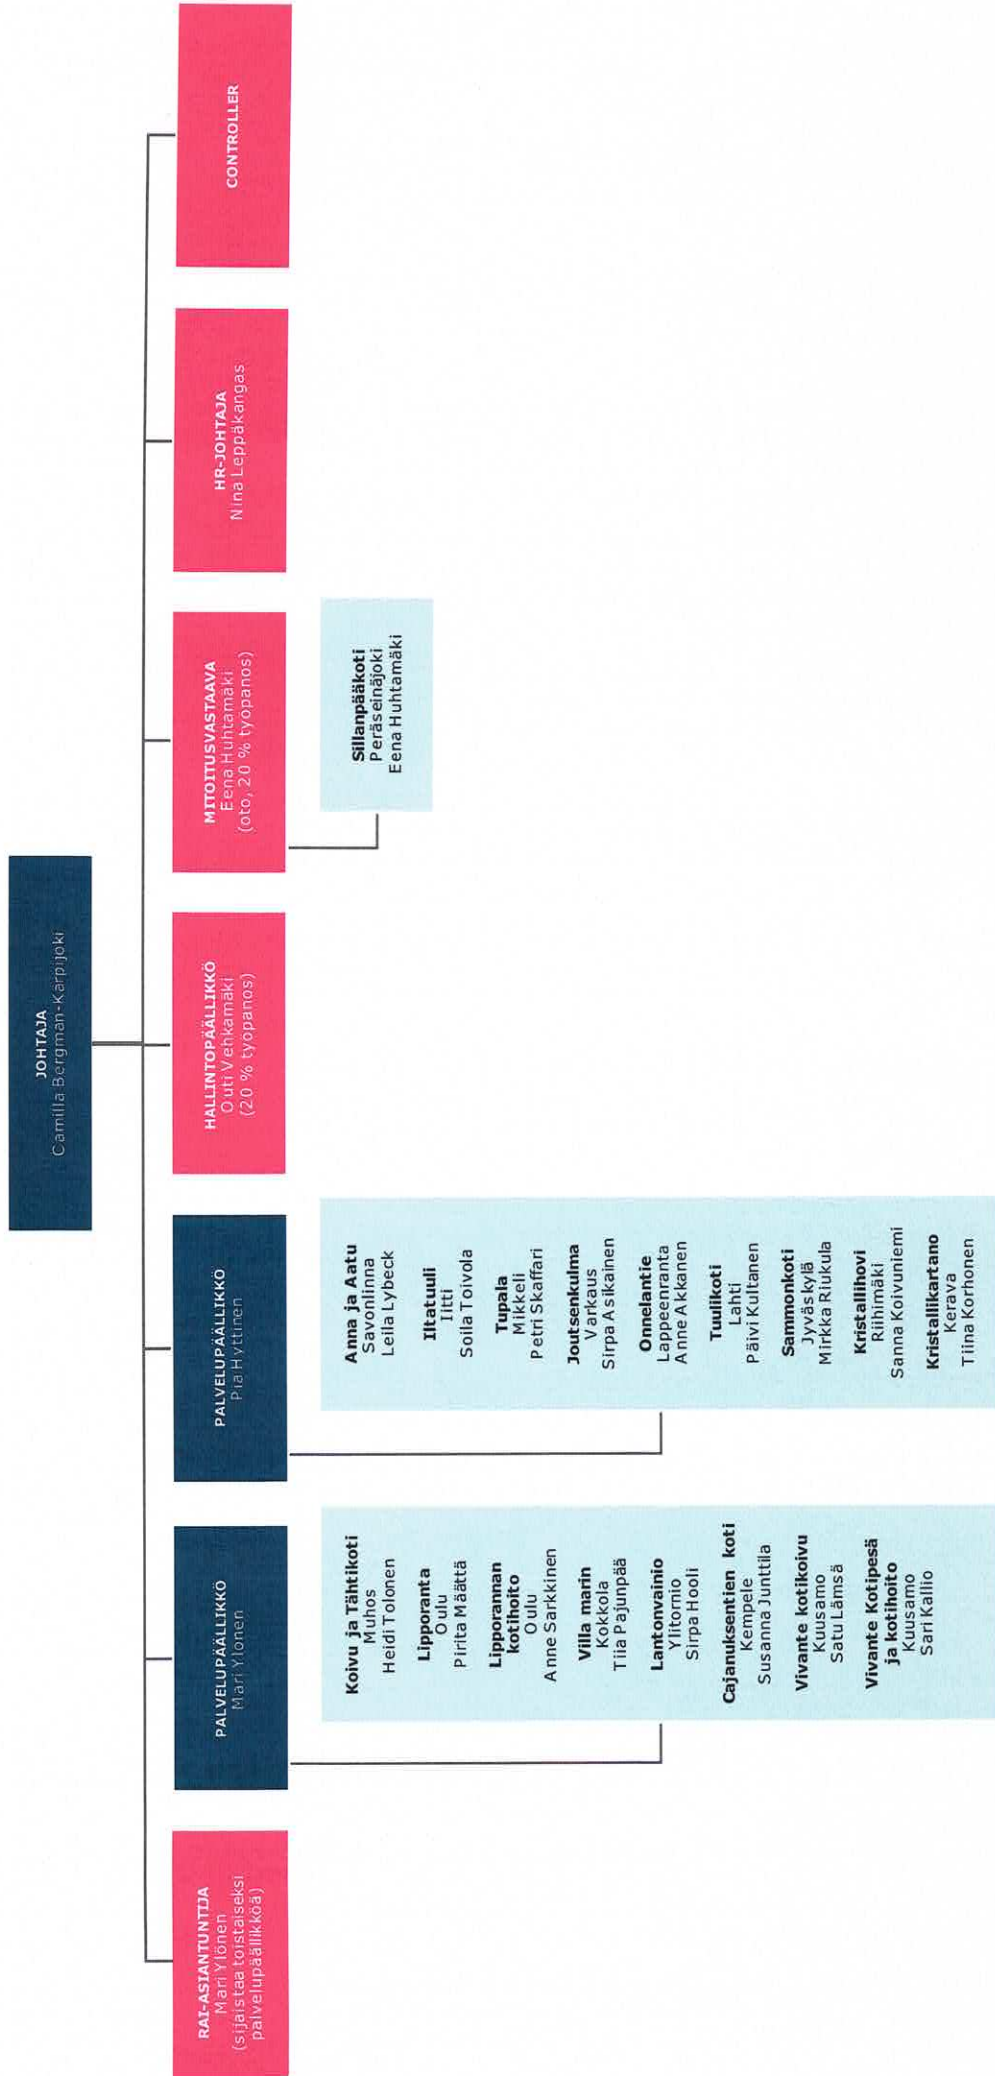 JOHTAJA
Camilla Bergman-Karpijoki
RAI-ASIANTUNTIJA
Mari Ylönen
(sijaistaa toistaiseksi
palvelupäällikköä)
PALVELUPÄÄLLIKKÖ
Mari Ylönen
Koivu ja Tähtikoti
Muhos
Heidi Tolonen
Lipporanta
Oulu
Pirita Määttä
Lipporannan
kotihoito
Oulu
Anne Sarkkinen
Villa marin
Kokkola
Tiia Pajunpää
Lantonvainio
Ylitornio
Sirpa Hooli
Cajanuksentien koti
Kempele
Susanna Junttila
Vivante kotikoivu
Kuusamo
Satu Lämsä
Vivante Kotipesä
ja kotihoito
Kuusamo
Sari Kallio
PALVELUPÄÄLLIKKÖ
Pia Hyttinen
Anna ja Aatu
Savonlinna
Leila Lybeck
Iltatuuli
Iitti
Soila Toivola
Tupala
Mikkeli
Petri Skaffari
Joutsenkulma
Varkaus
Sirpa Asikainen
Onnelantie
Lappeenranta
Anne Akkanen
Tuulikoti
Lahti
Päivi Kultanen
Sammonkoti
Jyväskylä
Mirkka Riukula
Kristallihovi
Riihimäki
Sanna Koivuniemi
Kristallikartano
Kerava
Tiina Korhonen
HALLINTOPÄÄLLIKKÖ
Outi Vehkamäki
(20 % työpanos)
MITOITUSVASTAAVA
Eena Huhtamäki
(oto, 20 % työpanos)
Sillanpääkoti
Peräseinäjoki
Eena Huhtamäki
HR-JOHTAJA
Nina Leppäkangas
CONTROLLER